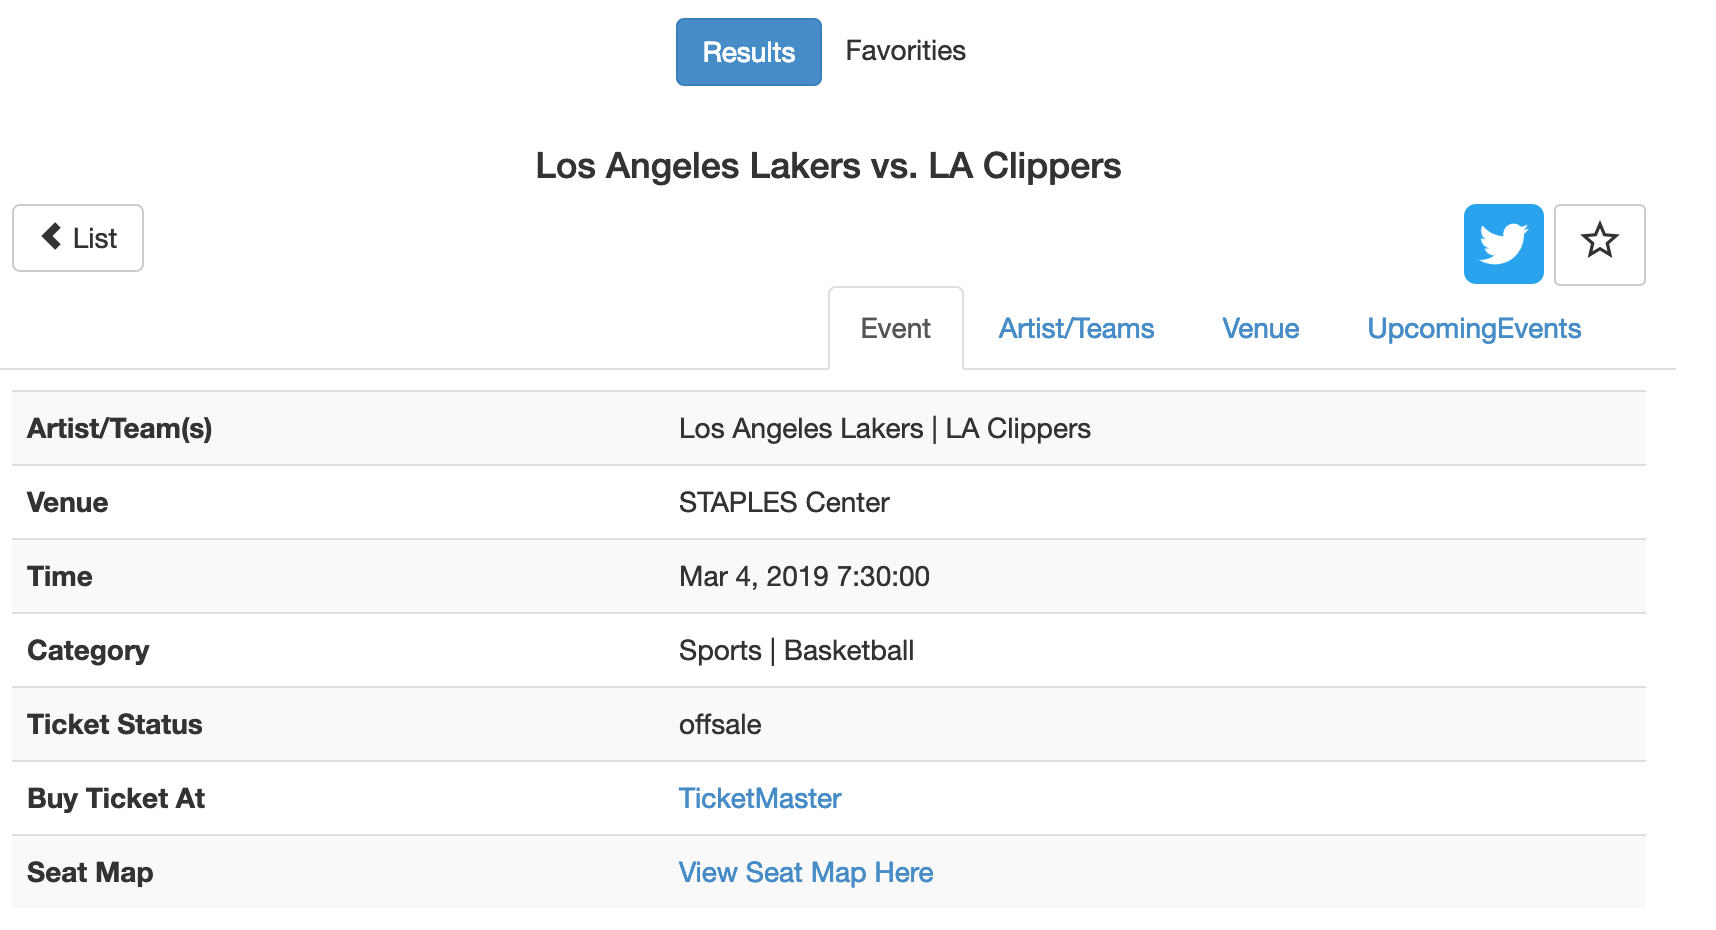 Results Favorities
Los Angeles Lakers vs. LA Clippers
List
Event Artist/Teams Venue UpcomingEvents
Artist/Team(s) Los Angeles Lakers | LA Clippers
Venue STAPLES Center
Time Mar 4, 2019 7:30:00
Category Sports | Basketball
Ticket Status offsale
Buy Ticket At TicketMaster
Seat Map View Seat Map Here